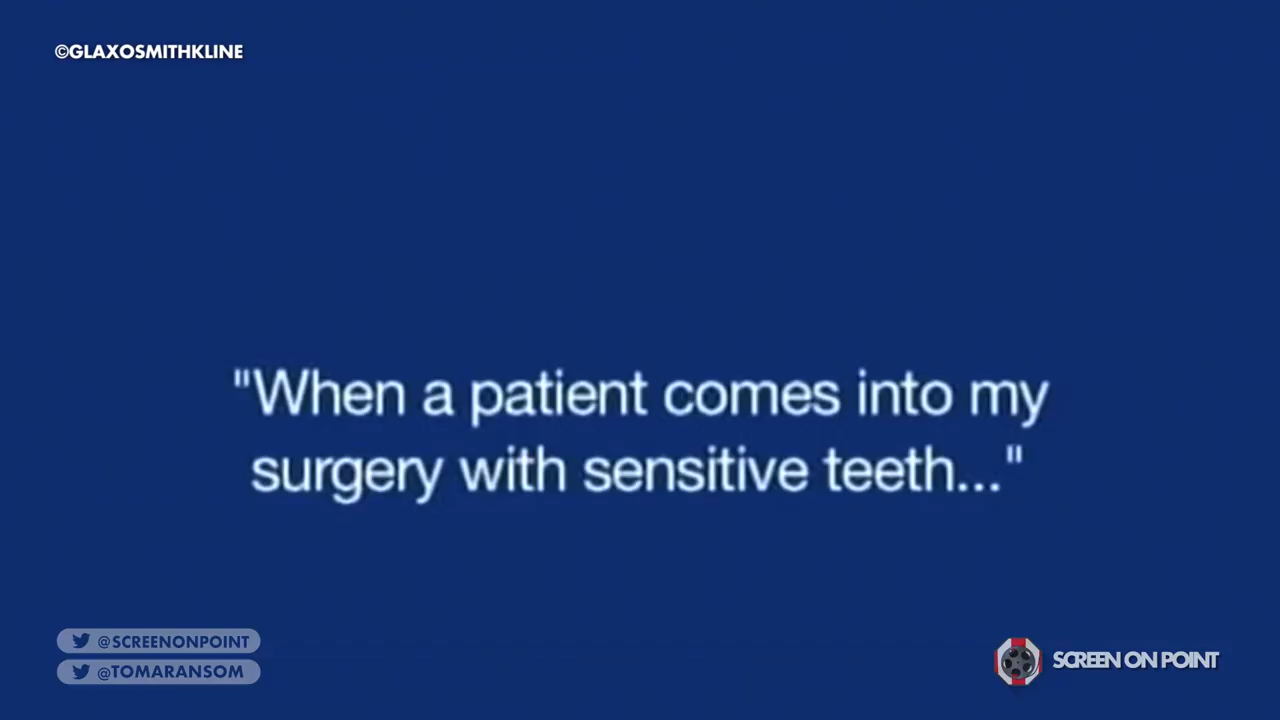 ©GLAXOSMITHKLINE
"When a patient comes into my
surgery with sensitive teeth..."
@SCREENONPOINT
@TOMARANSOM
SCREEN ON POINT